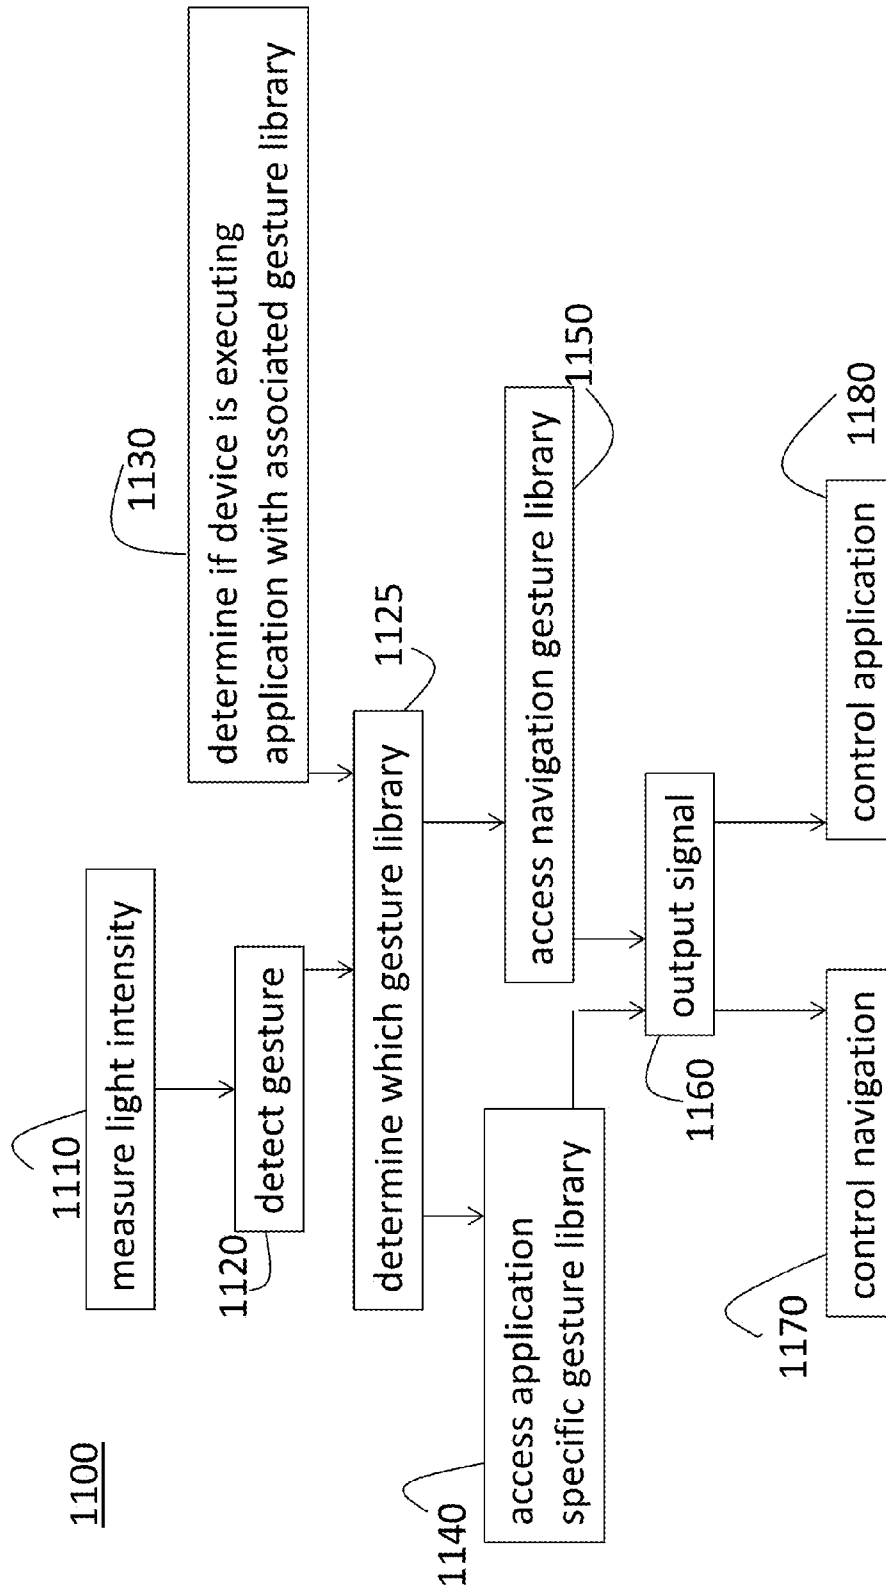 1100
1110
measure light intensity
1120
detect gesture
1130
determine if device is executing
application with associated gesture library
1125
determine which gesture library
1140
access application
specific gesture library
1150
access navigation gesture library
1160
output signal
1170
control navigation
1180
control application